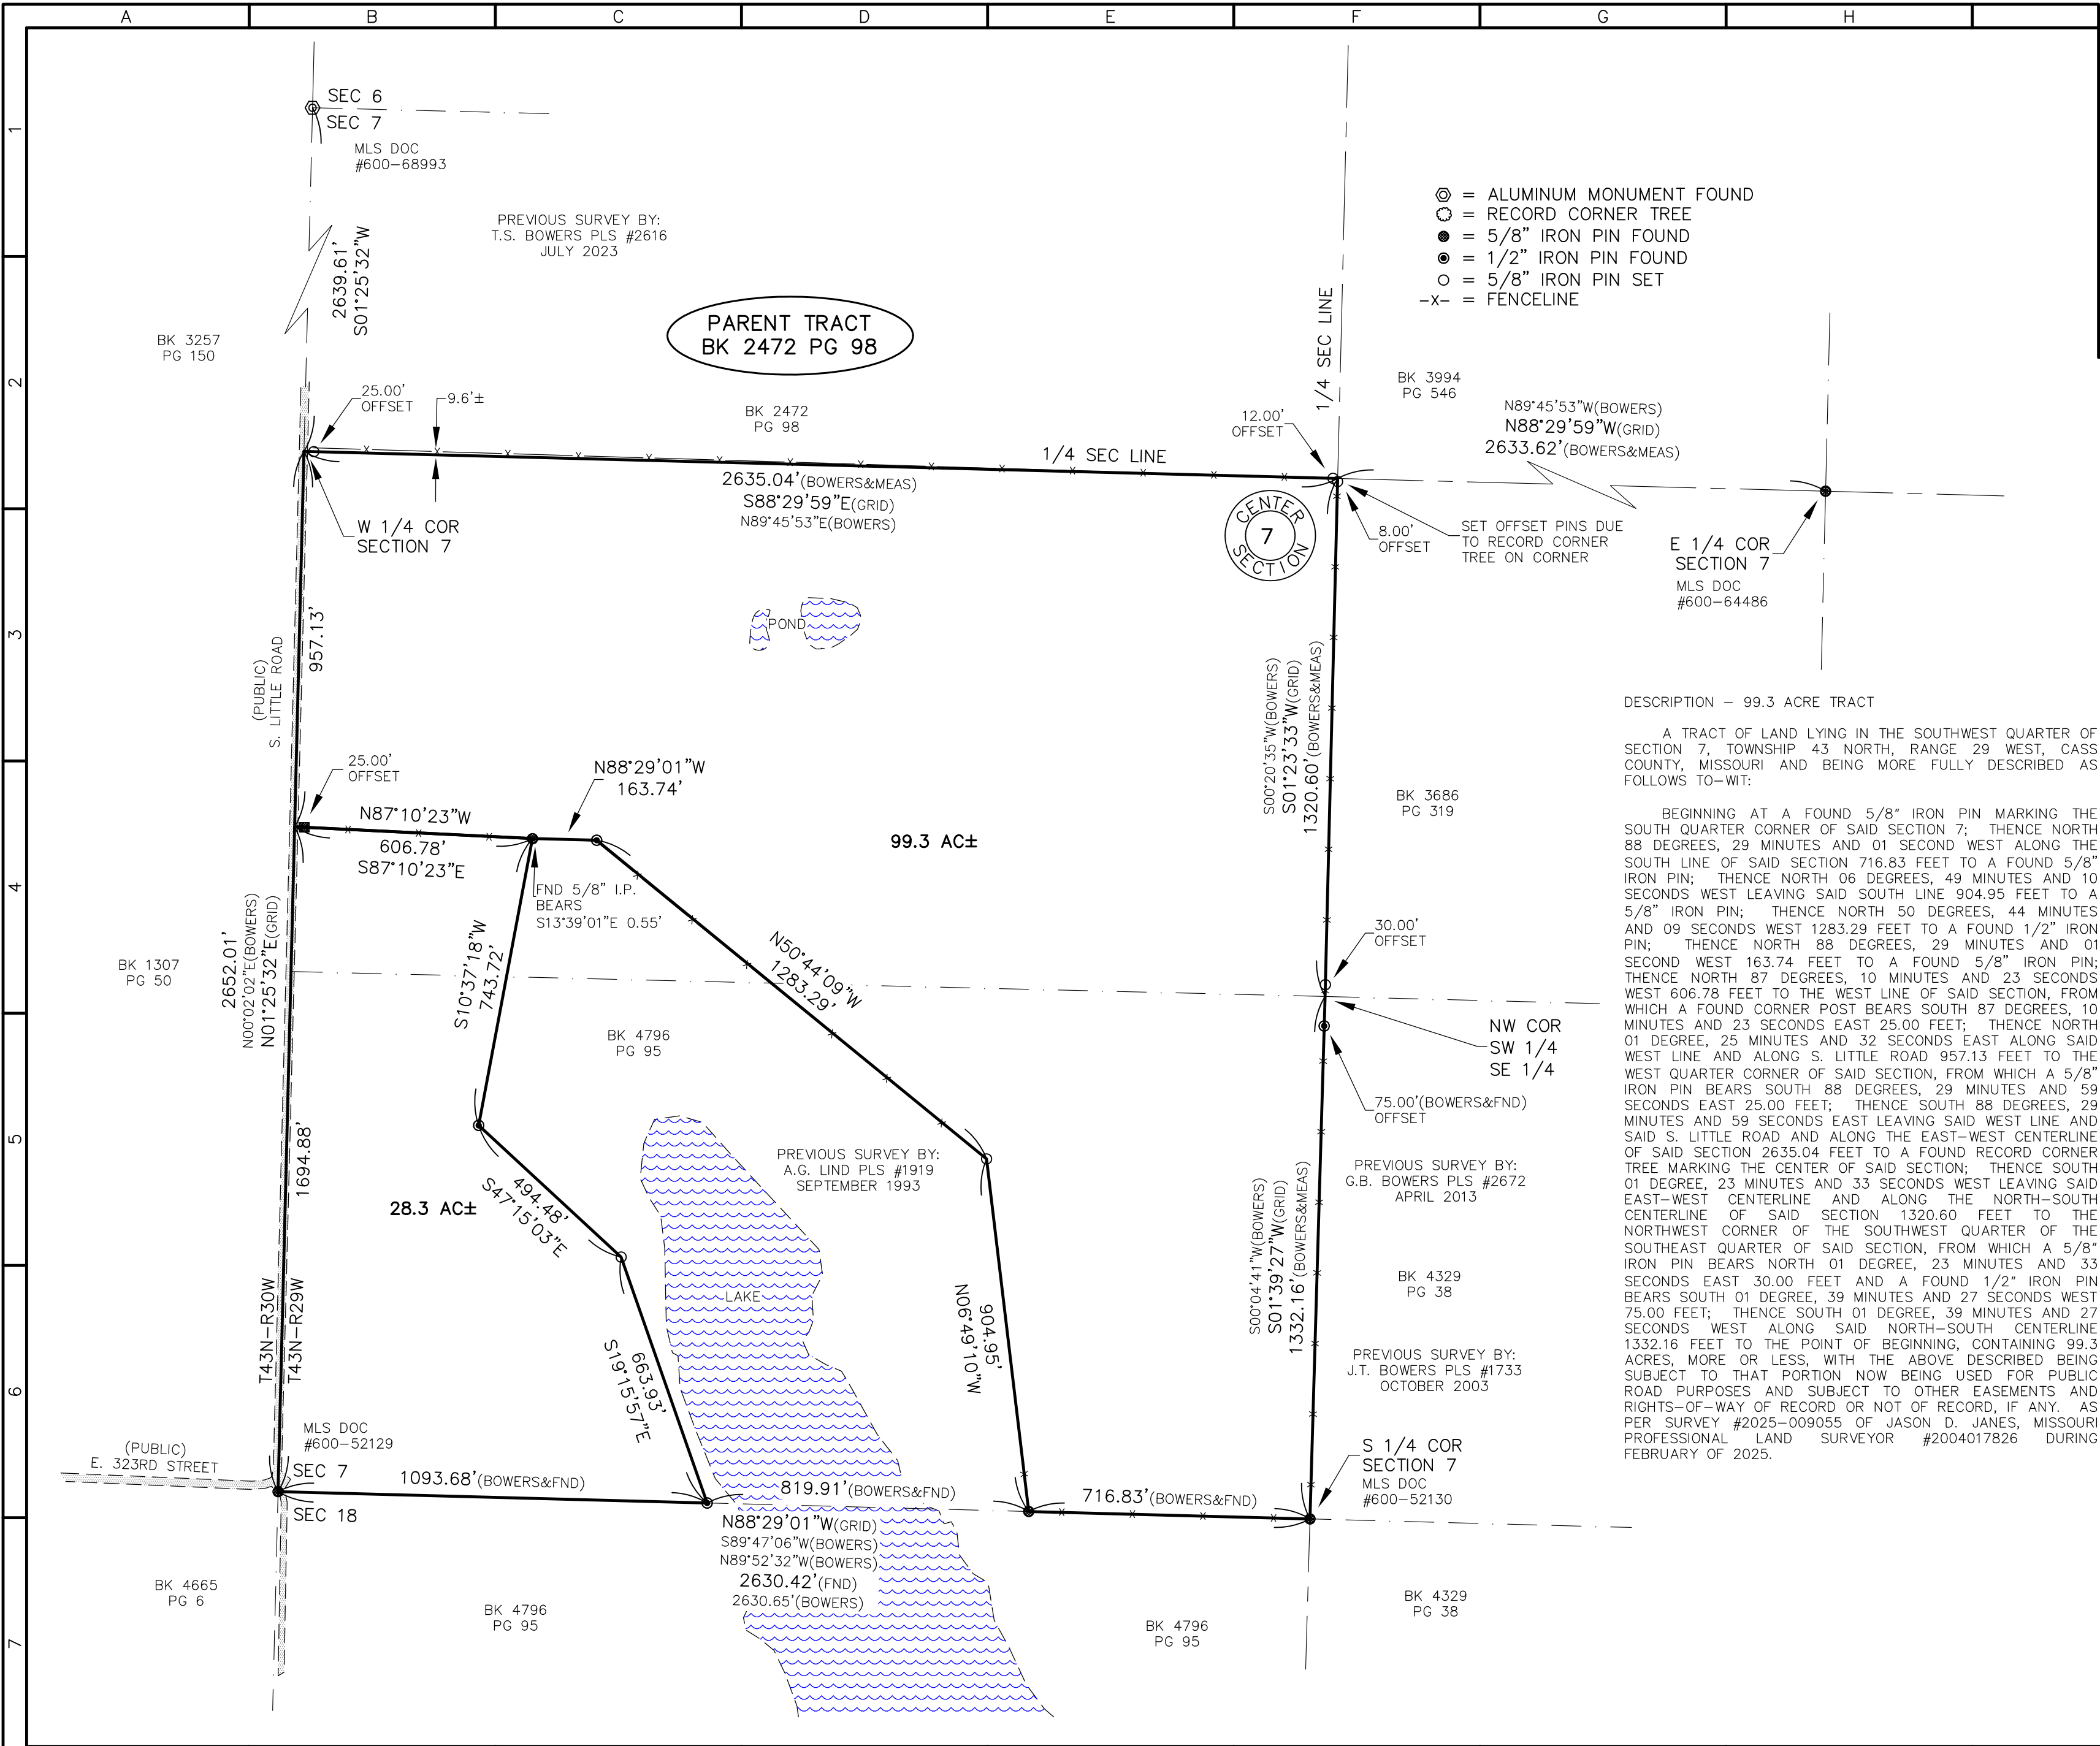 A B C D E F G H
1
2
3
4
5
6
7
SEC 6
SEC 7
MLS DOC
#600-68993
PREVIOUS SURVEY BY:
T.S. BOWERS PLS #2616
JULY 2023
2639.61'
S01°25'32"W
= ALUMINUM MONUMENT FOUND
= RECORD CORNER TREE
= 5/8" IRON PIN FOUND
= 1/2" IRON PIN FOUND
= 5/8" IRON PIN SET
-x- = FENCELINE
BK 3257
PG 150
PARENT TRACT
BK 2472 PG 98
1/4 SEC LINE
BK 3994
PG 546
25.00'
OFFSET
9.6'±
BK 2472
PG 98
12.00'
OFFSET
N89°45'53"W(BOWERS)
N88°29'59"W(GRID)
2633.62'(BOWERS&MEAS)
1/4 SEC LINE
2635.04'(BOWERS&MEAS)
S88°29'59"E(GRID)
N89°45'53"E(BOWERS)
W 1/4 COR
SECTION 7
CENTER
7
SECTION
8.00'
OFFSET
SET OFFSET PINS DUE
TO RECORD CORNER
TREE ON CORNER
E 1/4 COR
SECTION 7
MLS DOC
#600-64486
POND
957.13'
(PUBLIC)
S. LITTLE ROAD
S00°20'35"W(BOWERS)
S01°23'33"W(GRID)
1320.60'(BOWERS&MEAS)
25.00'
OFFSET
N88°29'01"W
163.74'
N87°10'23"W
606.78'
S87°10'23"E
BK 3686
PG 319
99.3 AC±
FND 5/8" I.P.
BEARS
S13°39'01"E 0.55'
2652.01'
N00°02'02"E(BOWERS)
N01°25'32"E(GRID)
BK 1307
PG 50
S10°37'18"W
743.72'
N50°44'09"W
1283.29'
30.00'
OFFSET
BK 4796
PG 95
NW COR
SW 1/4
SE 1/4
75.00'(BOWERS&FND)
OFFSET
1694.88'
PREVIOUS SURVEY BY:
A.G. LIND PLS #1919
SEPTEMBER 1993
PREVIOUS SURVEY BY:
G.B. BOWERS PLS #2672
APRIL 2013
494.48'
S47°15'03"E
28.3 AC±
S00°04'41"W(BOWERS)
S01°39'27"W(GRID)
1332.16'(BOWERS&MEAS)
T43N-R30W
T43N-R29W
LAKE
BK 4329
PG 38
904.95'
N06°49'10"W
663.93'
S19°15'57"E
PREVIOUS SURVEY BY:
J.T. BOWERS PLS #1733
OCTOBER 2003
MLS DOC
#600-52129
(PUBLIC)
E. 323RD STREET
SEC 7
SEC 18
1093.68'(BOWERS&FND)
819.91'(BOWERS&FND)
716.83'(BOWERS&FND)
S 1/4 COR
SECTION 7
MLS DOC
#600-52130
N88°29'01"W(GRID)
S89°47'06"W(BOWERS)
N89°52'32"W(BOWERS)
2630.42'(FND)
2630.65'(BOWERS)
BK 4665
PG 6
BK 4796
PG 95
BK 4796
PG 95
BK 4329
PG 38
DESCRIPTION - 99.3 ACRE TRACT
A TRACT OF LAND LYING IN THE SOUTHWEST QUARTER OF
SECTION 7, TOWNSHIP 43 NORTH, RANGE 29 WEST, CASS
COUNTY, MISSOURI AND BEING MORE FULLY DESCRIBED AS
FOLLOWS TO-WIT:
BEGINNING AT A FOUND 5/8" IRON PIN MARKING THE
SOUTH QUARTER CORNER OF SAID SECTION 7; THENCE NORTH
88 DEGREES, 29 MINUTES AND 01 SECOND WEST ALONG THE
SOUTH LINE OF SAID SECTION 716.83 FEET TO A FOUND 5/8"
IRON PIN; THENCE NORTH 06 DEGREES, 49 MINUTES AND 10
SECONDS WEST LEAVING SAID SOUTH LINE 904.95 FEET TO A
5/8" IRON PIN; THENCE NORTH 50 DEGREES, 44 MINUTES
AND 09 SECONDS WEST 1283.29 FEET TO A FOUND 1/2" IRON
PIN; THENCE NORTH 88 DEGREES, 29 MINUTES AND 01
SECOND WEST 163.74 FEET TO A FOUND 5/8" IRON PIN;
THENCE NORTH 87 DEGREES, 10 MINUTES AND 23 SECONDS
WEST 606.78 FEET TO THE WEST LINE OF SAID SECTION, FROM
WHICH A FOUND CORNER POST BEARS SOUTH 87 DEGREES, 10
MINUTES AND 23 SECONDS EAST 25.00 FEET; THENCE NORTH
01 DEGREE, 25 MINUTES AND 32 SECONDS EAST ALONG SAID
WEST LINE AND ALONG S. LITTLE ROAD 957.13 FEET TO THE
WEST QUARTER CORNER OF SAID SECTION, FROM WHICH A 5/8"
IRON PIN BEARS SOUTH 88 DEGREES, 29 MINUTES AND 59
SECONDS EAST 25.00 FEET; THENCE SOUTH 88 DEGREES, 29
MINUTES AND 59 SECONDS EAST LEAVING SAID WEST LINE AND
SAID S. LITTLE ROAD AND ALONG THE EAST-WEST CENTERLINE
OF SAID SECTION 2635.04 FEET TO A FOUND RECORD CORNER
TREE MARKING THE CENTER OF SAID SECTION; THENCE SOUTH
01 DEGREE, 23 MINUTES AND 33 SECONDS WEST LEAVING SAID
EAST-WEST CENTERLINE AND ALONG THE NORTH-SOUTH
CENTERLINE OF SAID SECTION 1320.60 FEET TO THE
NORTHWEST CORNER OF THE SOUTHWEST QUARTER OF THE
SOUTHEAST QUARTER OF SAID SECTION, FROM WHICH A 5/8"
IRON PIN BEARS NORTH 01 DEGREE, 23 MINUTES AND 33
SECONDS EAST 30.00 FEET AND A FOUND 1/2" IRON PIN
BEARS SOUTH 01 DEGREE, 39 MINUTES AND 27 SECONDS WEST
75.00 FEET; THENCE SOUTH 01 DEGREE, 39 MINUTES AND 27
SECONDS WEST ALONG SAID NORTH-SOUTH CENTERLINE
1332.16 FEET TO THE POINT OF BEGINNING, CONTAINING 99.3
ACRES, MORE OR LESS, WITH THE ABOVE DESCRIBED BEING
SUBJECT TO THAT PORTION NOW BEING USED FOR PUBLIC
ROAD PURPOSES AND SUBJECT TO OTHER EASEMENTS AND
RIGHTS-OF-WAY OF RECORD OR NOT OF RECORD, IF ANY. AS
PER SURVEY #2025-009055 OF JASON D. JANES, MISSOURI
PROFESSIONAL LAND SURVEYOR #2004017826 DURING
FEBRUARY OF 2025.